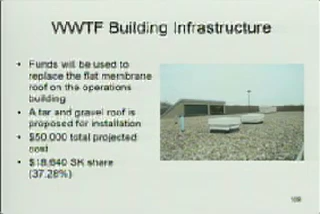 WWTF Building Infrastructure
• Funds will be used to
replace the flat membrane
roof on the operations
building
• A tar and gravel roof is
proposed for installation
• $50,000 total projected
cost
• $18,640 SK share
(37.28%)